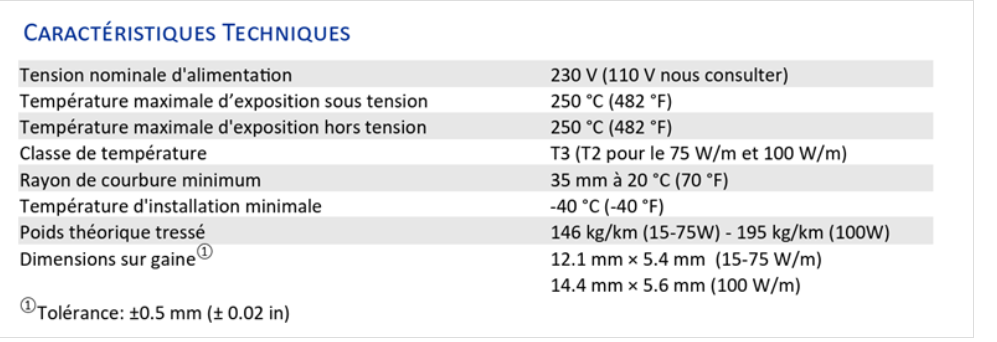 Caractéristiques Techniques
Tension nominale d'alimentation 230 V (110 V nous consulter)
Température maximale d’exposition sous tension 250 °C (482 °F)
Température maximale d'exposition hors tension 250 °C (482 °F)
Classe de température T3 (T2 pour le 75 W/m et 100 W/m)
Rayon de courbure minimum 35 mm à 20 °C (70 °F)
Température d'installation minimale -40 °C (-40 °F)
Poids théorique tressé 146 kg/km (15-75W) - 195 kg/km (100W)
Dimensions sur gaine① 12.1 mm × 5.4 mm (15-75 W/m)
14.4 mm × 5.6 mm (100 W/m)
①Tolérance: ±0.5 mm (± 0.02 in)